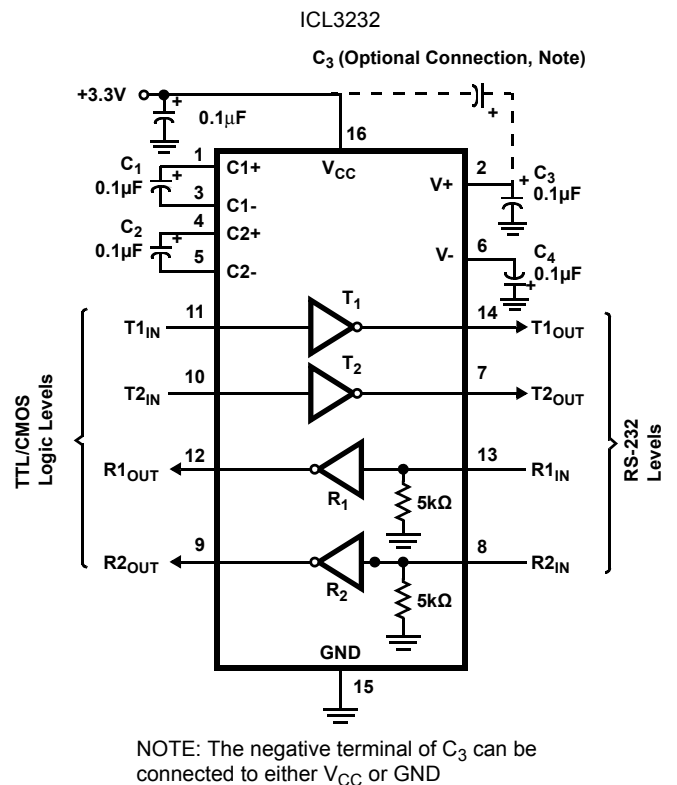 ICL3232
C3 (Optional Connection, Note)
+3.3V
+
0.1μF
+
16
1
C1+
VCC
2
C1
0.1µF
+
V+
+
C3
0.1µF
3
C1-
4
C2+
C2
0.1µF
+
V-
6
C4
0.1µF
+
5
C2-
T1
11
14
T1IN
T1OUT
T2
10
7
T2IN
T2OUT
TTL/CMOS
Logic Levels
RS-232
Levels
12
13
R1OUT
R1IN
R1
5kΩ
9
8
R2OUT
R2IN
R2
5kΩ
GND
15
NOTE: The negative terminal of C3 can be
connected to either VCC or GND